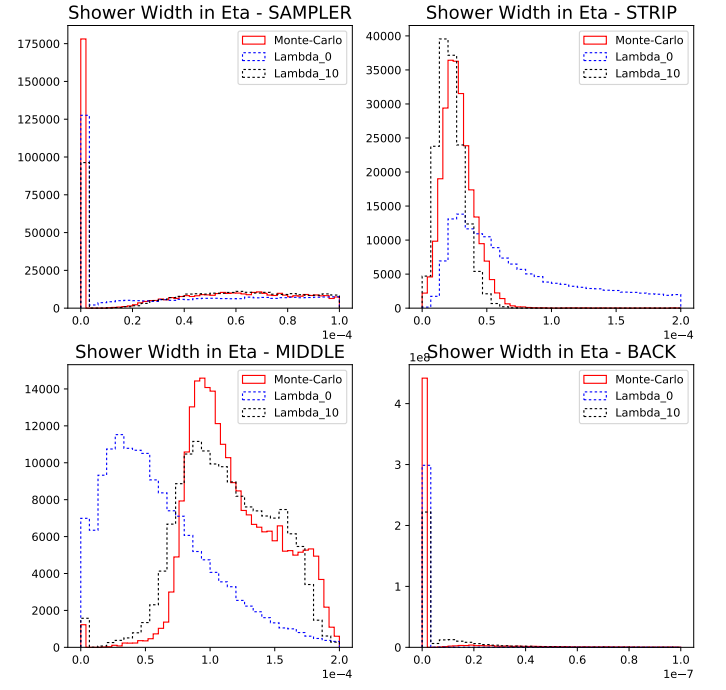 Shower Width in Eta - SAMPLER
175000
150000
125000
100000
75000
50000
25000
0
0.0 0.2 0.4 0.6 0.8 1.0
1e−4
Monte-Carlo
Lambda_0
Lambda_10
Shower Width in Eta - STRIP
40000
35000
30000
25000
20000
15000
10000
5000
0
0.0 0.5 1.0 1.5 2.0
1e−4
Monte-Carlo
Lambda_0
Lambda_10
Shower Width in Eta - MIDDLE
14000
12000
10000
8000
6000
4000
2000
0
0.0 0.5 1.0 1.5 2.0
1e−4
Monte-Carlo
Lambda_0
Lambda_10
Shower Width in Eta - BACK
1e8
4
3
2
1
0
0.0 0.2 0.4 0.6 0.8 1.0
1e−7
Monte-Carlo
Lambda_0
Lambda_10